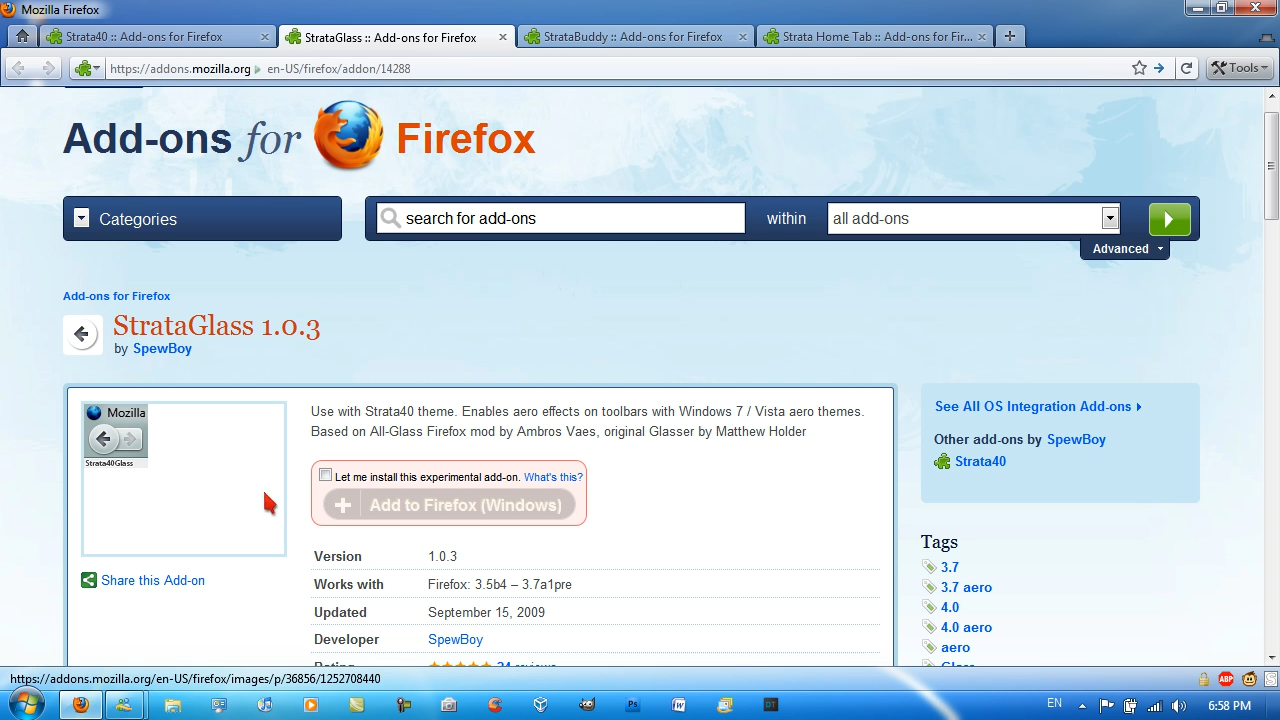 Mozilla Firefox
Strata40 :: Add-ons for Firefox
StrataGlass :: Add-ons for Firefox
StrataBuddy :: Add-ons for Firefox
Strata Home Tab :: Add-ons for Fir...
https://addons.mozilla.org en-US/firefox/addon/14288
Tools
Add-ons for Firefox
Categories
search for add-ons
within
all add-ons
Advanced
Add-ons for Firefox
StrataGlass 1.0.3
by SpewBoy
Mozilla
Strata40Glass
Share this Add-on
Use with Strata40 theme. Enables aero effects on toolbars with Windows 7 / Vista aero themes.
Based on All-Glass Firefox mod by Ambros Vaes, original Glasser by Matthew Holder
Let me install this experimental add-on. What's this?
Add to Firefox (Windows)
Version 1.0.3
Works with Firefox: 3.5b4 – 3.7a1pre
Updated September 15, 2009
Developer SpewBoy
Rating 24 reviews
See All OS Integration Add-ons
Other add-ons by SpewBoy
Strata40
Tags
3.7
3.7 aero
4.0
4.0 aero
aero
Glass
https://addons.mozilla.org/en-US/firefox/images/p/36856/1252708440
ABP
S
W
Ps
DT
EN
6:58 PM